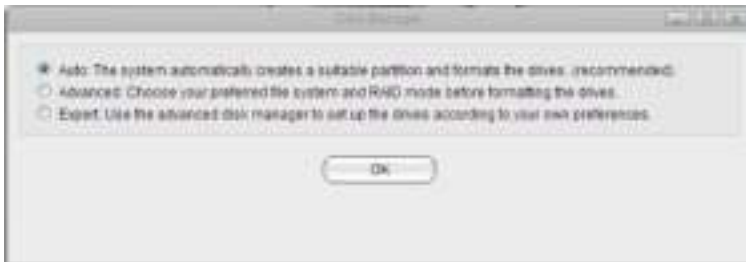 Disk Manager
Auto: The system automatically creates a suitable partition and formats the drives. (recommended)
Advanced: Choose your preferred file system and RAID mode before formatting the drives.
Expert: Use the advanced disk manager to set up the drives according to your own preferences.
OK